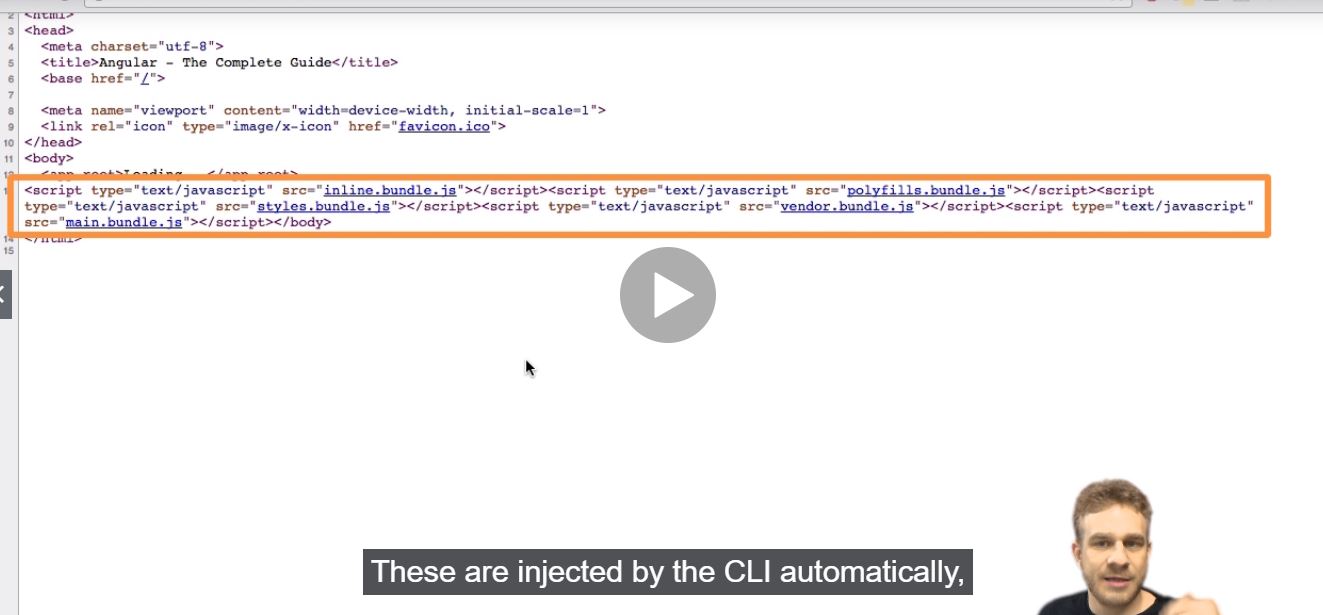 2 <html>
3 <head>
4 <meta charset="utf-8">
5 <title>Angular - The Complete Guide</title>
6 <base href="/">
7
8 <meta name="viewport" content="width=device-width, initial-scale=1">
9 <link rel="icon" type="image/x-icon" href="favicon.ico">
10 </head>
11 <body>
12 <app-root>Loading...</app-root>
<script type="text/javascript" src="inline.bundle.js"></script><script type="text/javascript" src="polyfills.bundle.js"></script><script
type="text/javascript" src="styles.bundle.js"></script><script type="text/javascript" src="vendor.bundle.js"></script><script type="text/javascript"
src="main.bundle.js"></script></body>
14 </html>
15
These are injected by the CLI automatically,